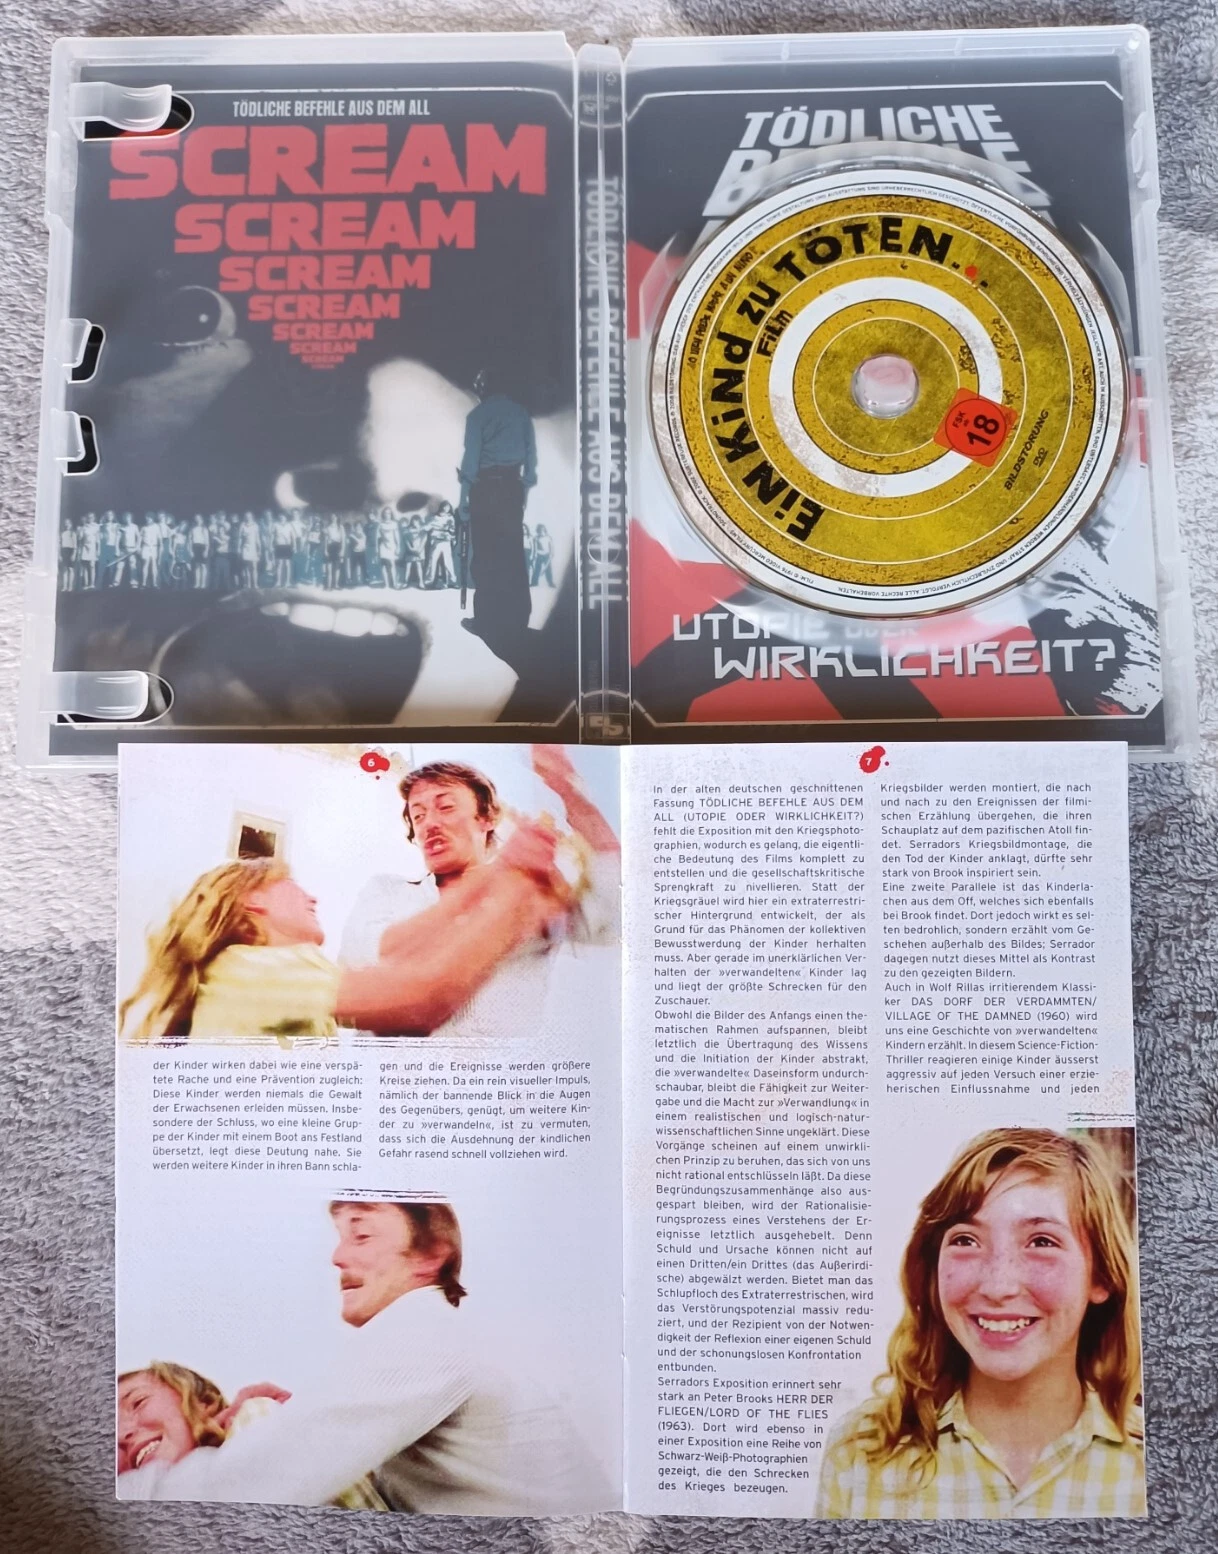 TÖDLICHE BEFEHLE AUS DEM ALL
SCREAM
SCREAM
SCREAM
SCREAM
SCREAM
SCREAM
SCREAM
TÖDLICHE BEFEHLE AUS DEM ALL
TÖDLICHE
EIN KIND ZU TÖTEN...
Film
FSK
18
BILDSTÖRUNG
DVD
UTOPIE ODER
WIRKLICHKEIT?
6
der Kinder wirken dabei wie eine verspä-
tete Rache und eine Prävention zugleich:
Diese Kinder werden niemals die Gewalt
der Erwachsenen erleiden müssen. Insbe-
sondere der Schluss, wo eine kleine Grup-
pe der Kinder mit einem Boot ans Festland
übersetzt, legt diese Deutung nahe. Sie
werden weitere Kinder in ihren Bann schla-
gen und die Ereignisse werden größere
Kreise ziehen. Da ein rein visueller Impuls,
nämlich der bannende Blick in die Augen
des Gegenübers, genügt, um weitere Kin-
der zu »verwandeln«, ist zu vermuten,
dass sich die Ausdehnung der kindlichen
Gefahr rasend schnell vollziehen wird.
7
In der alten deutschen geschnittenen
Fassung TÖDLICHE BEFEHLE AUS DEM
ALL (UTOPIE ODER WIRKLICHKEIT?)
fehlt die Exposition mit den Kriegsphoto-
graphien, wodurch es gelang, die eigentli-
che Bedeutung des Films komplett zu
entstellen und die gesellschaftskritische
Sprengkraft zu nivellieren. Statt der
Kriegsgräuel wird hier ein extraterrestri-
scher Hintergrund entwickelt, der als
Grund für das Phänomen der kollektiven
Bewusstwerdung der Kinder herhalten
muss. Aber gerade im unerklärlichen Ver-
halten der »verwandelten« Kinder lag
und liegt der größte Schrecken für den
Zuschauer.
Obwohl die Bilder des Anfangs einen the-
matischen Rahmen aufspannen, bleibt
letztlich die Übertragung des Wissens
und die Initiation der Kinder abstrakt,
die »verwandelte« Daseinsform undurch-
schaubar, bleibt die Fähigkeit zur Weiter-
gabe und die Macht zur »Verwandlung« in
einem realistischen und logisch-natur-
wissenschaftlichen Sinne ungeklärt. Diese
Vorgänge scheinen auf einem unwirkli-
chen Prinzip zu beruhen, das sich von uns
nicht rational entschlüsseln läßt. Da diese
Begründungszusammenhänge also aus-
gespart bleiben, wird der Rationalisie-
rungsprozess eines Verstehens der Er-
eignisse letztlich ausgehebelt. Denn
Schuld und Ursache können nicht auf
einen Dritten/ein Drittes (das Außerirdi-
sche) abgewälzt werden. Bietet man das
Schlupfloch des Extraterrestrischen, wird
das Verstörungspotenzial massiv redu-
ziert, und der Rezipient von der Notwen-
digkeit der Reflexion einer eigenen Schuld
und der schonungslosen Konfrontation
entbunden.
Serradors Exposition erinnert sehr
stark an Peter Brooks HERR DER
FLIEGEN/LORD OF THE FLIES
(1963). Dort wird ebenso in
einer Exposition eine Reihe von
Schwarz-Weiß-Photographien
gezeigt, die den Schrecken
des Krieges bezeugen.
Kriegsbilder werden montiert, die nach
und nach zu den Ereignissen der filmi-
schen Erzählung übergehen, die ihren
Schauplatz auf dem pazifischen Atoll fin-
det. Serradors Kriegsbildmontage, die
den Tod der Kinder anklagt, dürfte sehr
stark von Brook inspiriert sein.
Eine zweite Parallele ist das Kinderla-
chen aus dem Off, welches sich ebenfalls
bei Brook findet. Dort jedoch wirkt es sel-
ten bedrohlich, sondern erzählt vom Ge-
schehen außerhalb des Bildes; Serrador
dagegen nutzt dieses Mittel als Kontrast
zu den gezeigten Bildern.
Auch in Wolf Rillas irritierendem Klassi-
ker DAS DORF DER VERDAMMTEN/
VILLAGE OF THE DAMNED (1960) wird
uns eine Geschichte von »verwandelten«
Kindern erzählt. In diesem Science-Fiction-
Thriller reagieren einige Kinder äusserst
aggressiv auf jeden Versuch einer erzie-
herischen Einflussnahme und jeden